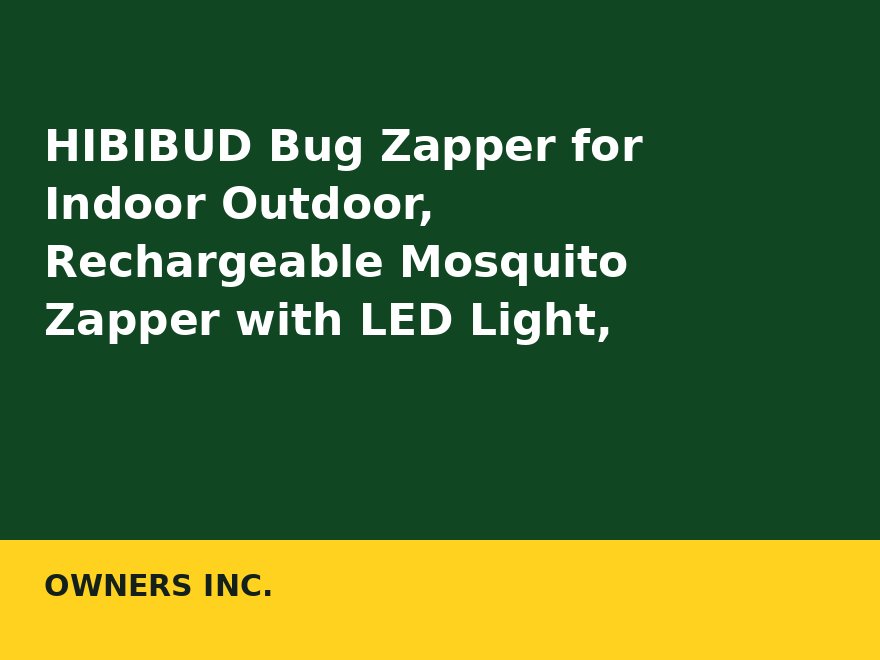 HIBIBUD Bug Zapper for
Indoor Outdoor,
Rechargeable Mosquito
Zapper with LED Light,
OWNERS INC.